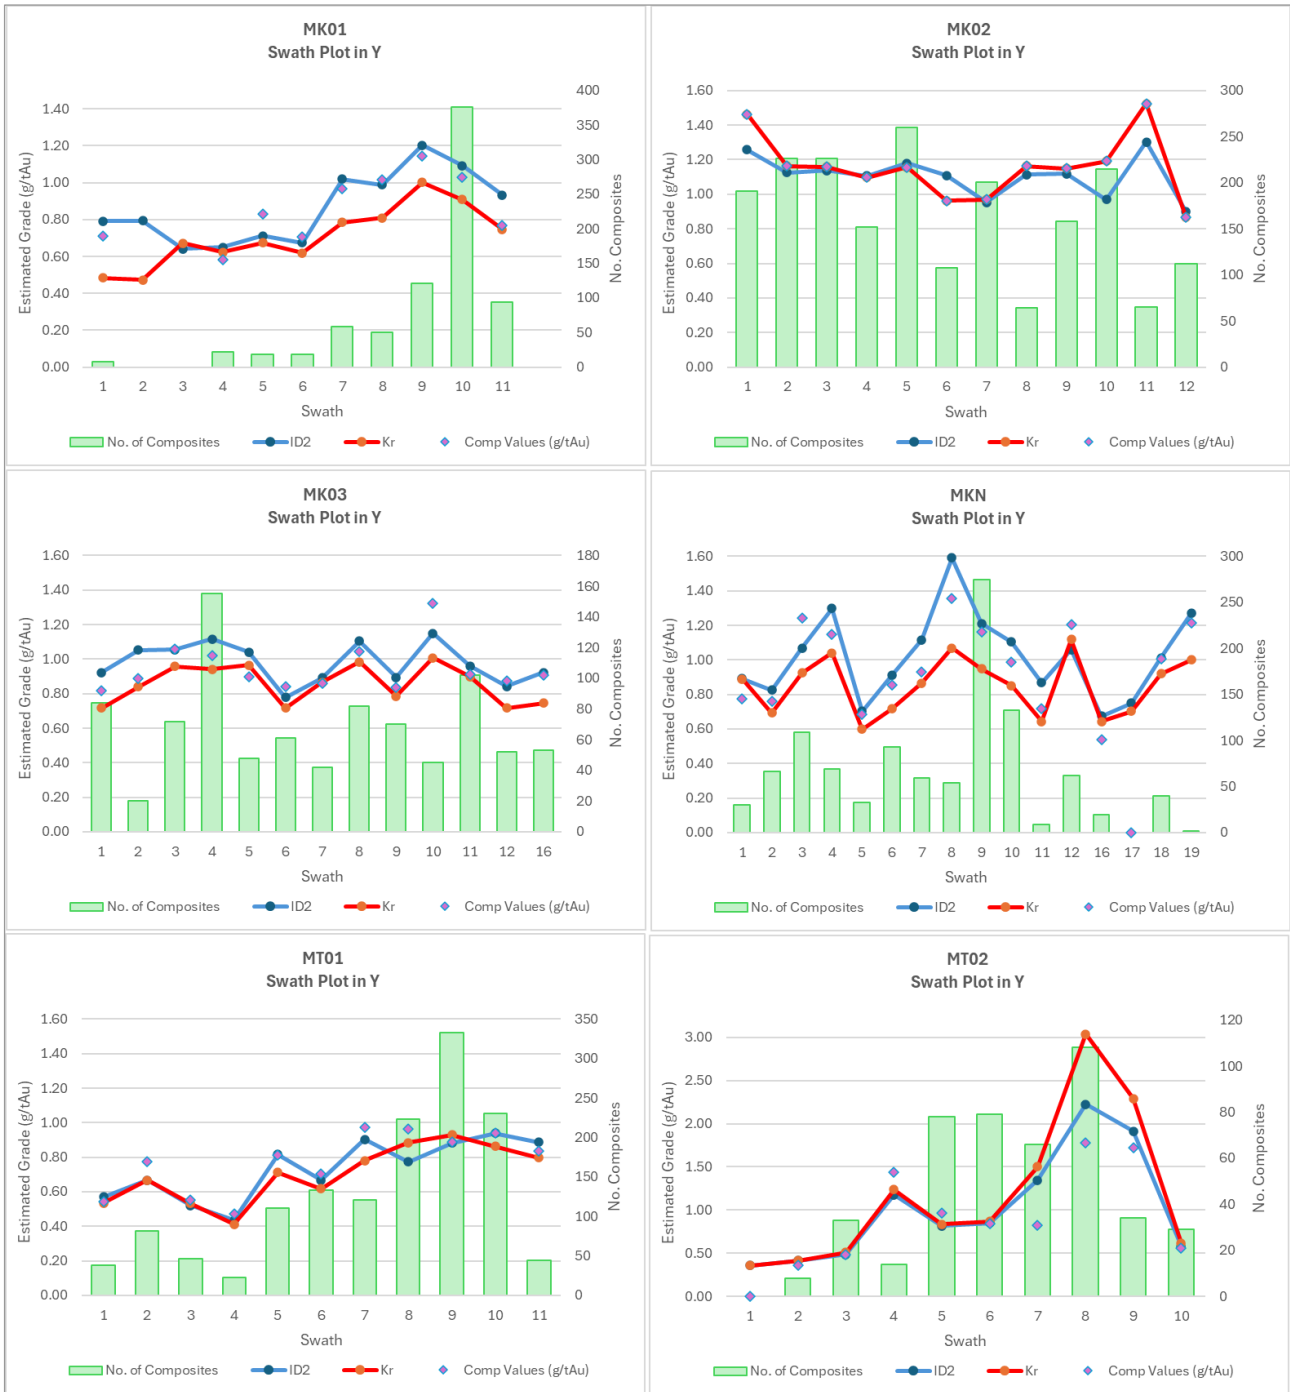 MK01
Swath Plot in Y
Estimated Grade (g/tAu)
1.40
1.20
1.00
0.80
0.60
0.40
0.20
0.00
400
350
300
250
200
150
100
50
0
No. Composites
1 2 3 4 5 6 7 8 9 10 11
Swath
No. of Composites ID2 Kr Comp Values (g/tAu)
MK02
Swath Plot in Y
Estimated Grade (g/tAu)
1.60
1.40
1.20
1.00
0.80
0.60
0.40
0.20
0.00
300
250
200
150
100
50
0
No. Composites
1 2 3 4 5 6 7 8 9 10 11 12
Swath
No. of Composites ID2 Kr Comp Values (g/tAu)
MK03
Swath Plot in Y
Estimated Grade (g/tAu)
1.60
1.40
1.20
1.00
0.80
0.60
0.40
0.20
0.00
180
160
140
120
100
80
60
40
20
0
No. Composites
1 2 3 4 5 6 7 8 9 10 11 12 16
Swath
No. of Composites ID2 Kr Comp Values (g/tAu)
MKN
Swath Plot in Y
Estimated Grade (g/tAu)
1.60
1.40
1.20
1.00
0.80
0.60
0.40
0.20
0.00
300
250
200
150
100
50
0
No. Composites
1 2 3 4 5 6 7 8 9 10 11 12 16 17 18 19
Swath
No. of Composites ID2 Kr Comp Values (g/tAu)
MT01
Swath Plot in Y
Estimated Grade (g/tAu)
1.60
1.40
1.20
1.00
0.80
0.60
0.40
0.20
0.00
350
300
250
200
150
100
50
0
No. Composites
1 2 3 4 5 6 7 8 9 10 11
Swath
No. of Composites ID2 Kr Comp Values (g/tAu)
MT02
Swath Plot in Y
Estimated Grade (g/tAu)
3.00
2.50
2.00
1.50
1.00
0.50
0.00
120
100
80
60
40
20
0
No. Composites
1 2 3 4 5 6 7 8 9 10
Swath
No. of Composites ID2 Kr Comp Values (g/tAu)